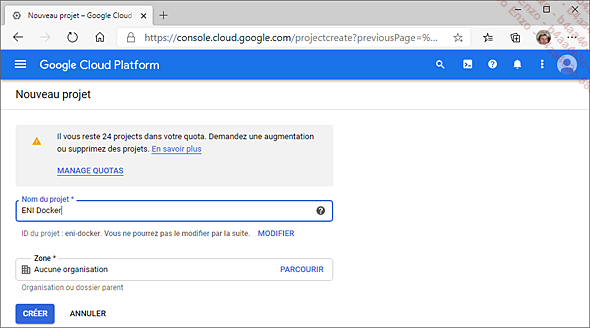 Nouveau projet – Google Cloud P
https://console.cloud.google.com/projectcreate?previousPage=%...
Google Cloud Platform
Nouveau projet
Il vous reste 24 projects dans votre quota. Demandez une augmentation
ou supprimez des projets. En savoir plus
MANAGE QUOTAS
Nom du projet *
ENI Docker
ID du projet : eni-docker. Vous ne pourrez pas le modifier par la suite. MODIFIER
Zone *
Aucune organisation PARCOURIR
Organisation ou dossier parent
CRÉER ANNULER